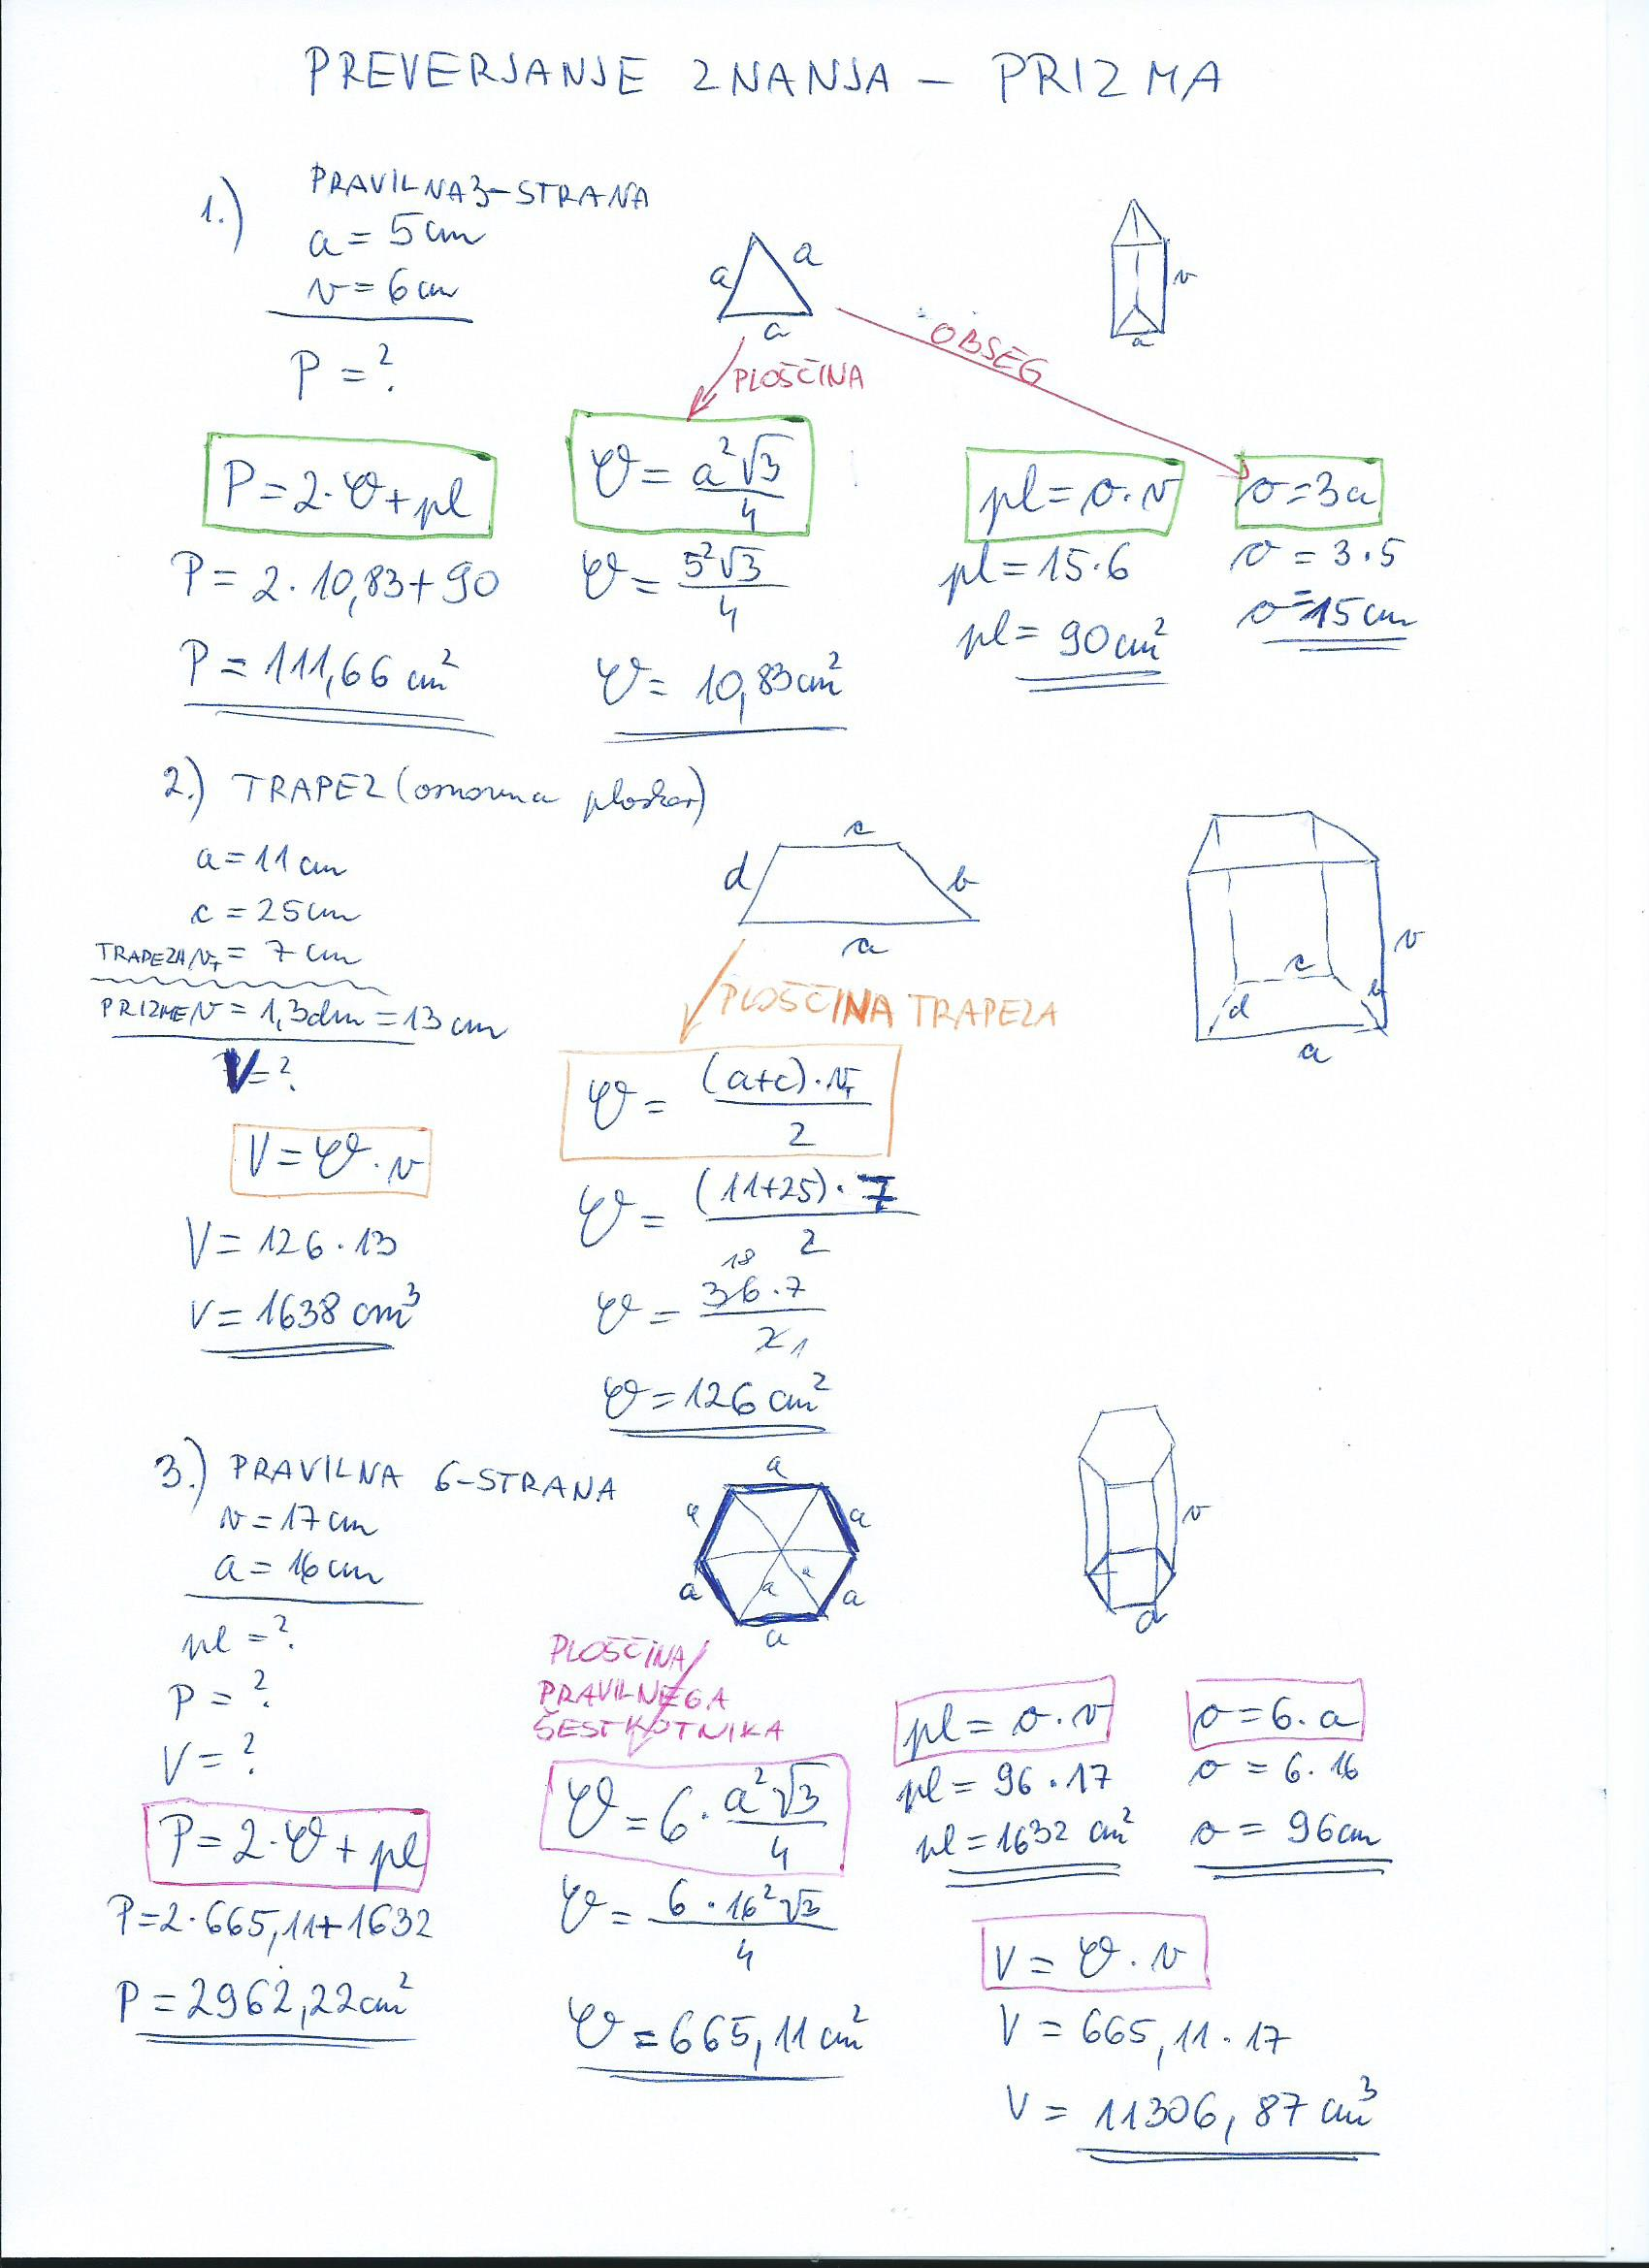 PREVERJANJE ZNANJA – PRIZMA
1.) PRAVILNA 3-STRANA
a = 5 cm
v = 6 cm
P = ?
a a
a
v
a
PLOŠČINA
OBSEG
P = 2·O + pl
O = a²√3/4
pl = o·v
o = 3a
P = 2·10,83 + 90
O = 5²√3/4
pl = 15·6
o = 3·5
P = 111,66 cm²
O = 10,83 cm²
pl = 90 cm²
o = 15 cm
2.) TRAPEZ (osnovna ploskev)
a = 11 cm
c = 25 cm
TRAPEZA v_T = 7 cm
PRIZME v = 1,3 dm = 13 cm
V = ?
c
d b
a
v
c
d b
a
PLOŠČINA TRAPEZA
O = (a+c)·v_T/2
V = O·v
O = (11+25)·7/2
V = 126·13
18
O = 36·7/2 1
V = 1638 cm³
O = 126 cm²
3.) PRAVILNA 6-STRANA
v = 17 cm
a = 16 cm
pl = ?
P = ?
V = ?
a
a a
a a a a
a
v
a
PLOŠČINA
PRAVILNEGA
ŠESTKOTNIKA
P = 2·O + pl
O = 6·a²√3/4
pl = o·v
o = 6·a
pl = 96·17
o = 6·16
pl = 1632 cm²
o = 96 cm
P = 2·665,11 + 1632
O = 6·16²√3/4
V = O·v
P = 2962,22 cm²
O = 665,11 cm²
V = 665,11·17
V = 11306,87 cm³